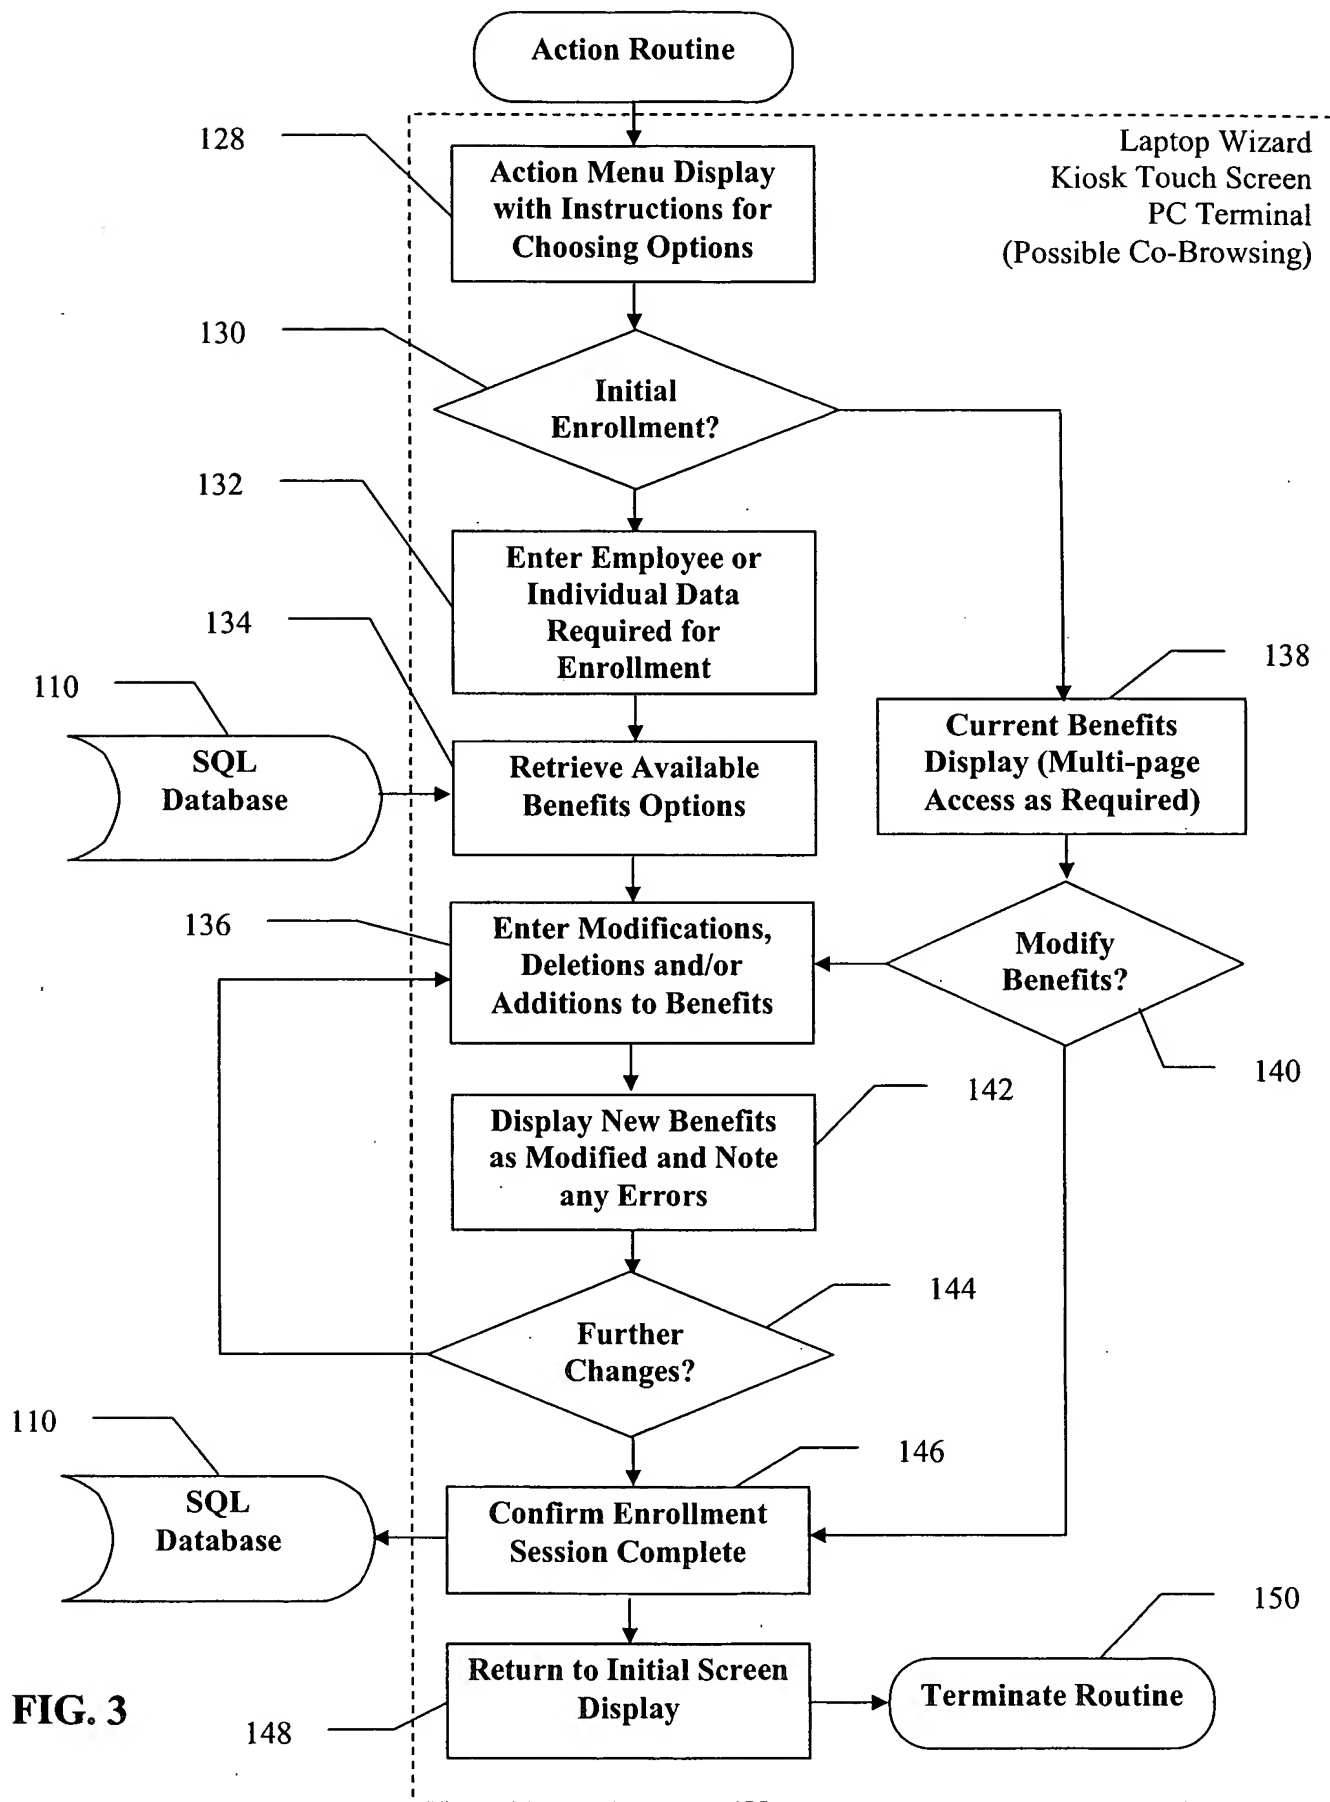 Action Routine
Laptop Wizard
Kiosk Touch Screen
PC Terminal
(Possible Co-Browsing)
128
Action Menu Display
with Instructions for
Choosing Options
130
Initial
Enrollment?
132
Enter Employee or
Individual Data
Required for
Enrollment
134
138
110
SQL
Database
Retrieve Available
Benefits Options
Current Benefits
Display (Multi-page
Access as Required)
136
Enter Modifications,
Deletions and/or
Additions to Benefits
Modify
Benefits?
140
142
Display New Benefits
as Modified and Note
any Errors
144
Further
Changes?
110
SQL
Database
146
Confirm Enrollment
Session Complete
150
Return to Initial Screen
Display
Terminate Routine
148
FIG. 3